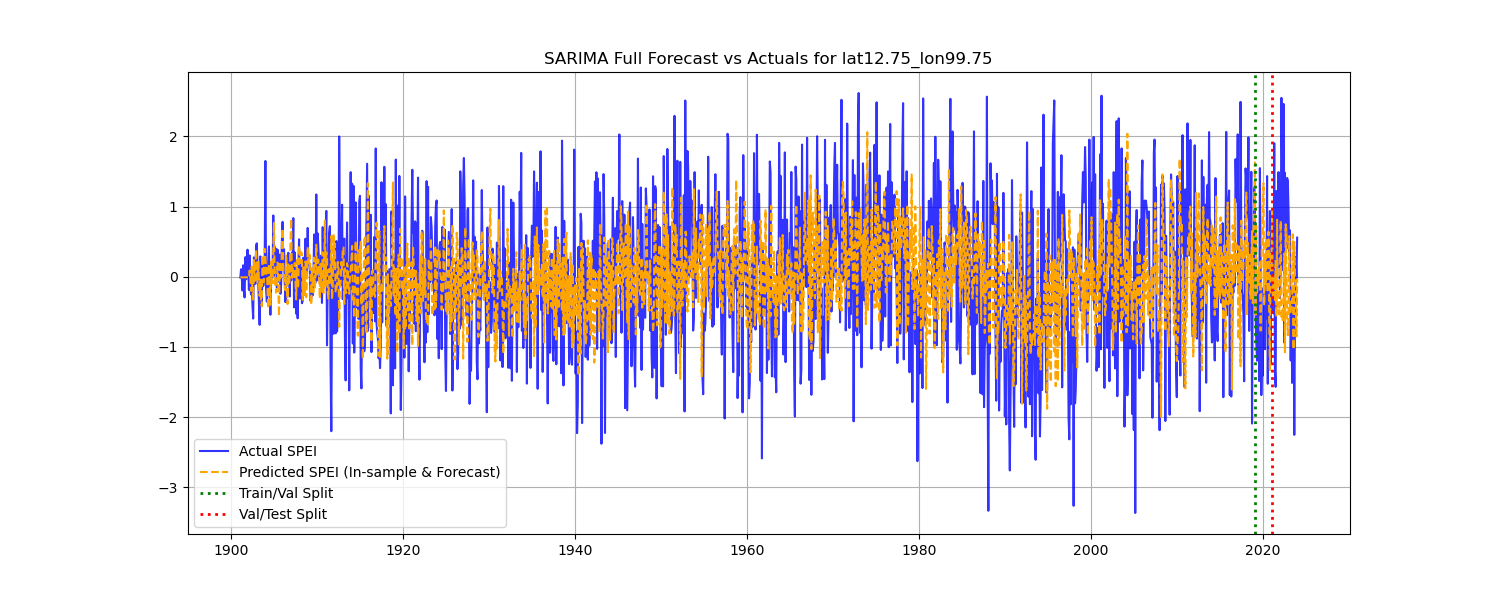 SARIMA Full Forecast vs Actuals for lat12.75_lon99.75
2
1
0
−1
−2
−3
Actual SPEI
Predicted SPEI (In-sample & Forecast)
Train/Val Split
Val/Test Split
1900 1920 1940 1960 1980 2000 2020